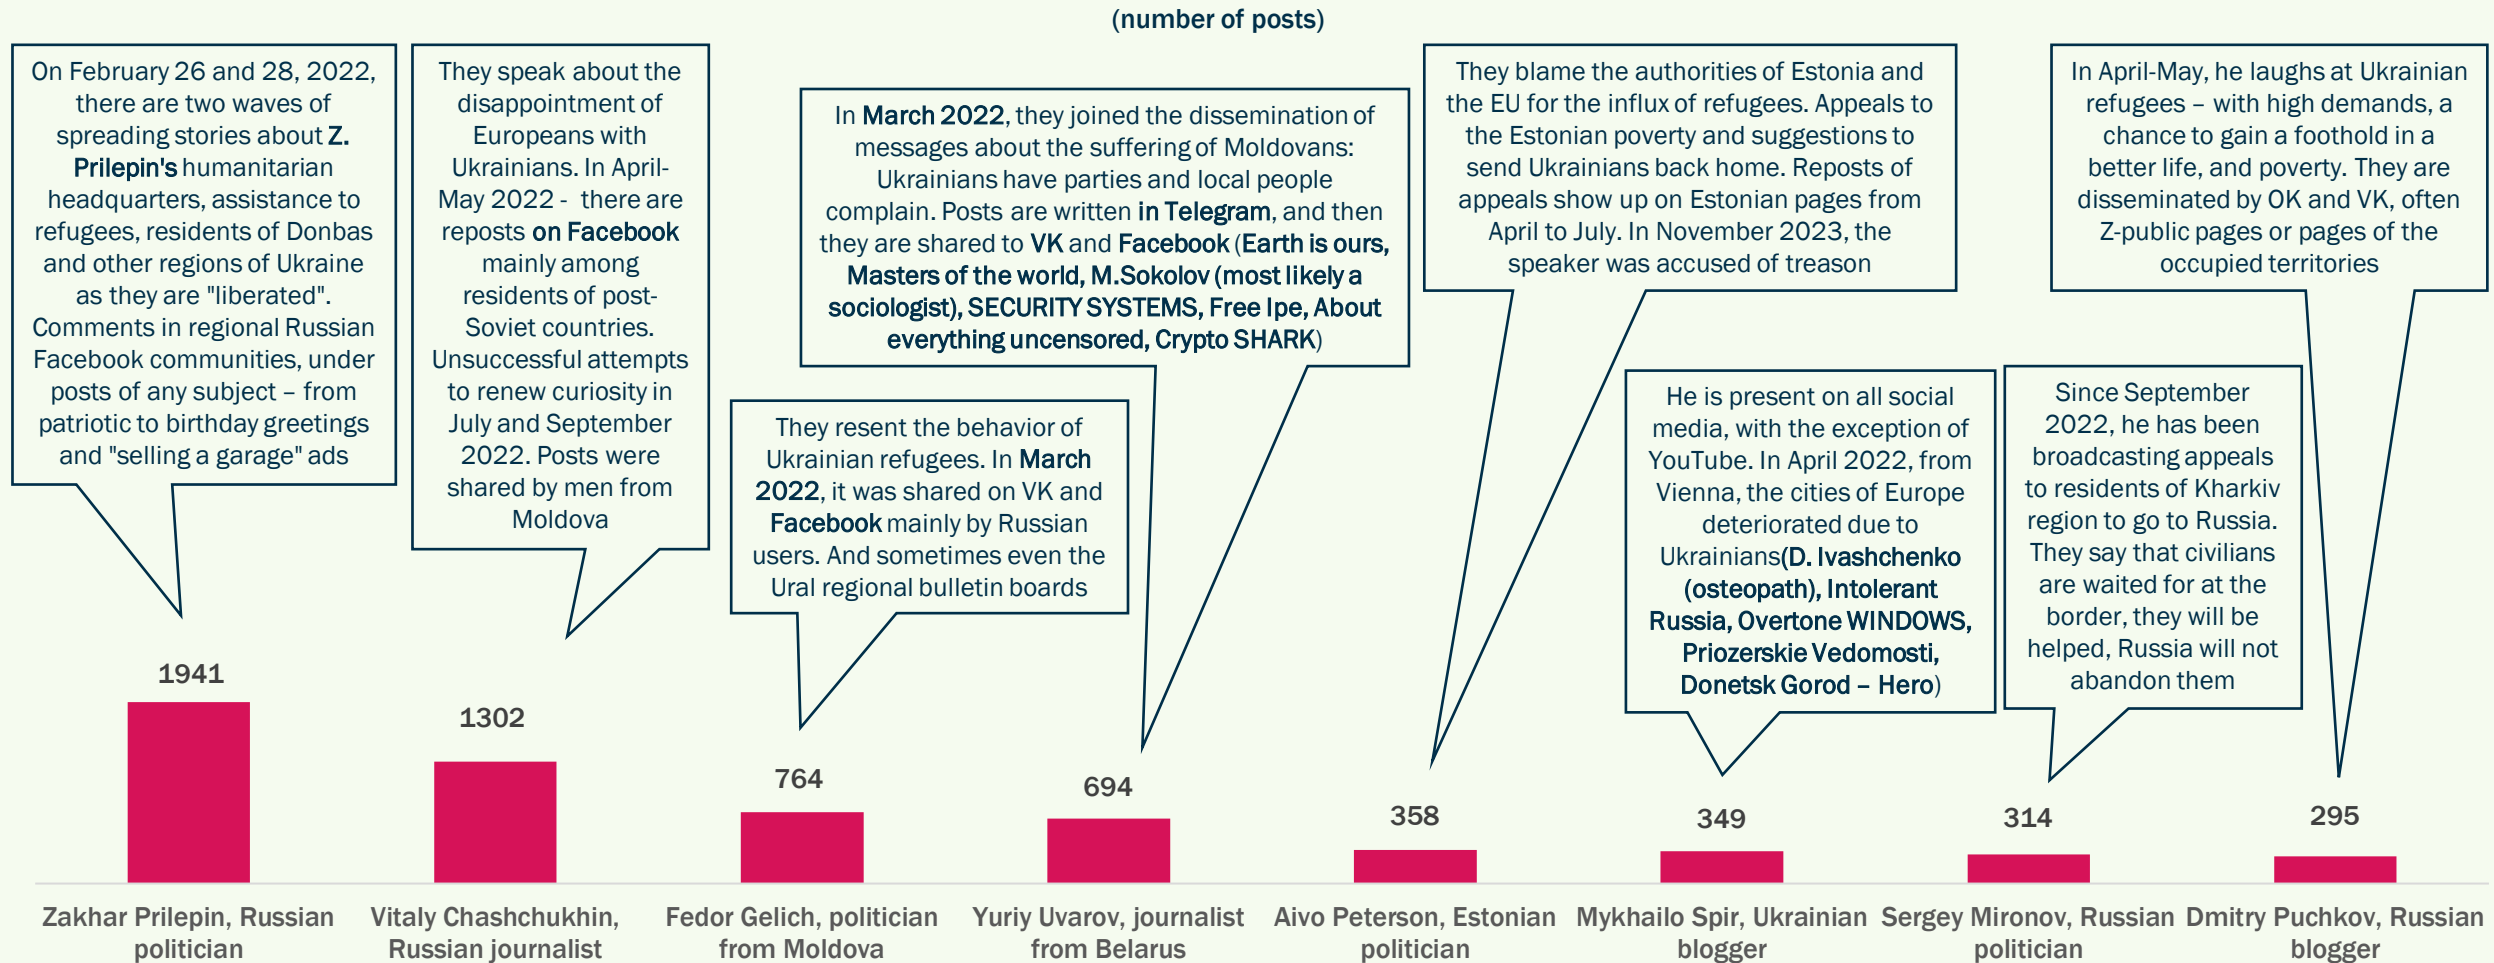 (number of posts)
On February 26 and 28, 2022,
there are two waves of
spreading stories about Z.
Prilepin's humanitarian
headquarters, assistance to
refugees, residents of Donbas
and other regions of Ukraine
as they are "liberated".
Comments in regional Russian
Facebook communities, under
posts of any subject – from
patriotic to birthday greetings
and "selling a garage" ads
They speak about the
disappointment of
Europeans with
Ukrainians. In April-
May 2022 - there are
reposts on Facebook
mainly among
residents of post-
Soviet countries.
Unsuccessful attempts
to renew curiosity in
July and September
2022. Posts were
shared by men from
Moldova
They resent the behavior of
Ukrainian refugees. In March
2022, it was shared on VK and
Facebook mainly by Russian
users. And sometimes even the
Ural regional bulletin boards
In March 2022, they joined the dissemination of
messages about the suffering of Moldovans:
Ukrainians have parties and local people
complain. Posts are written in Telegram, and then
they are shared to VK and Facebook (Earth is ours,
Masters of the world, M.Sokolov (most likely a
sociologist), SECURITY SYSTEMS, Free Ipe, About
everything uncensored, Crypto SHARK)
They blame the authorities of Estonia and
the EU for the influx of refugees. Appeals to
the Estonian poverty and suggestions to
send Ukrainians back home. Reposts of
appeals show up on Estonian pages from
April to July. In November 2023, the
speaker was accused of treason
He is present on all social
media, with the exception of
YouTube. In April 2022, from
Vienna, the cities of Europe
deteriorated due to
Ukrainians(D. Ivashchenko
(osteopath), Intolerant
Russia, Overtone WINDOWS,
Priozerskie Vedomosti,
Donetsk Gorod – Hero)
Since September
2022, he has been
broadcasting appeals
to residents of Kharkiv
region to go to Russia.
They say that civilians
are waited for at the
border, they will be
helped, Russia will not
abandon them
In April-May, he laughs at Ukrainian
refugees – with high demands, a
chance to gain a foothold in a
better life, and poverty. They are
disseminated by OK and VK, often
Z-public pages or pages of the
occupied territories
1941
1302
764
694
358
349
314
295
Zakhar Prilepin, Russian
politician
Vitaly Chashchukhin,
Russian journalist
Fedor Gelich, politician
from Moldova
Yuriy Uvarov, journalist
from Belarus
Aivo Peterson, Estonian
politician
Mykhailo Spir, Ukrainian
blogger
Sergey Mironov, Russian
politician
Dmitry Puchkov, Russian
blogger